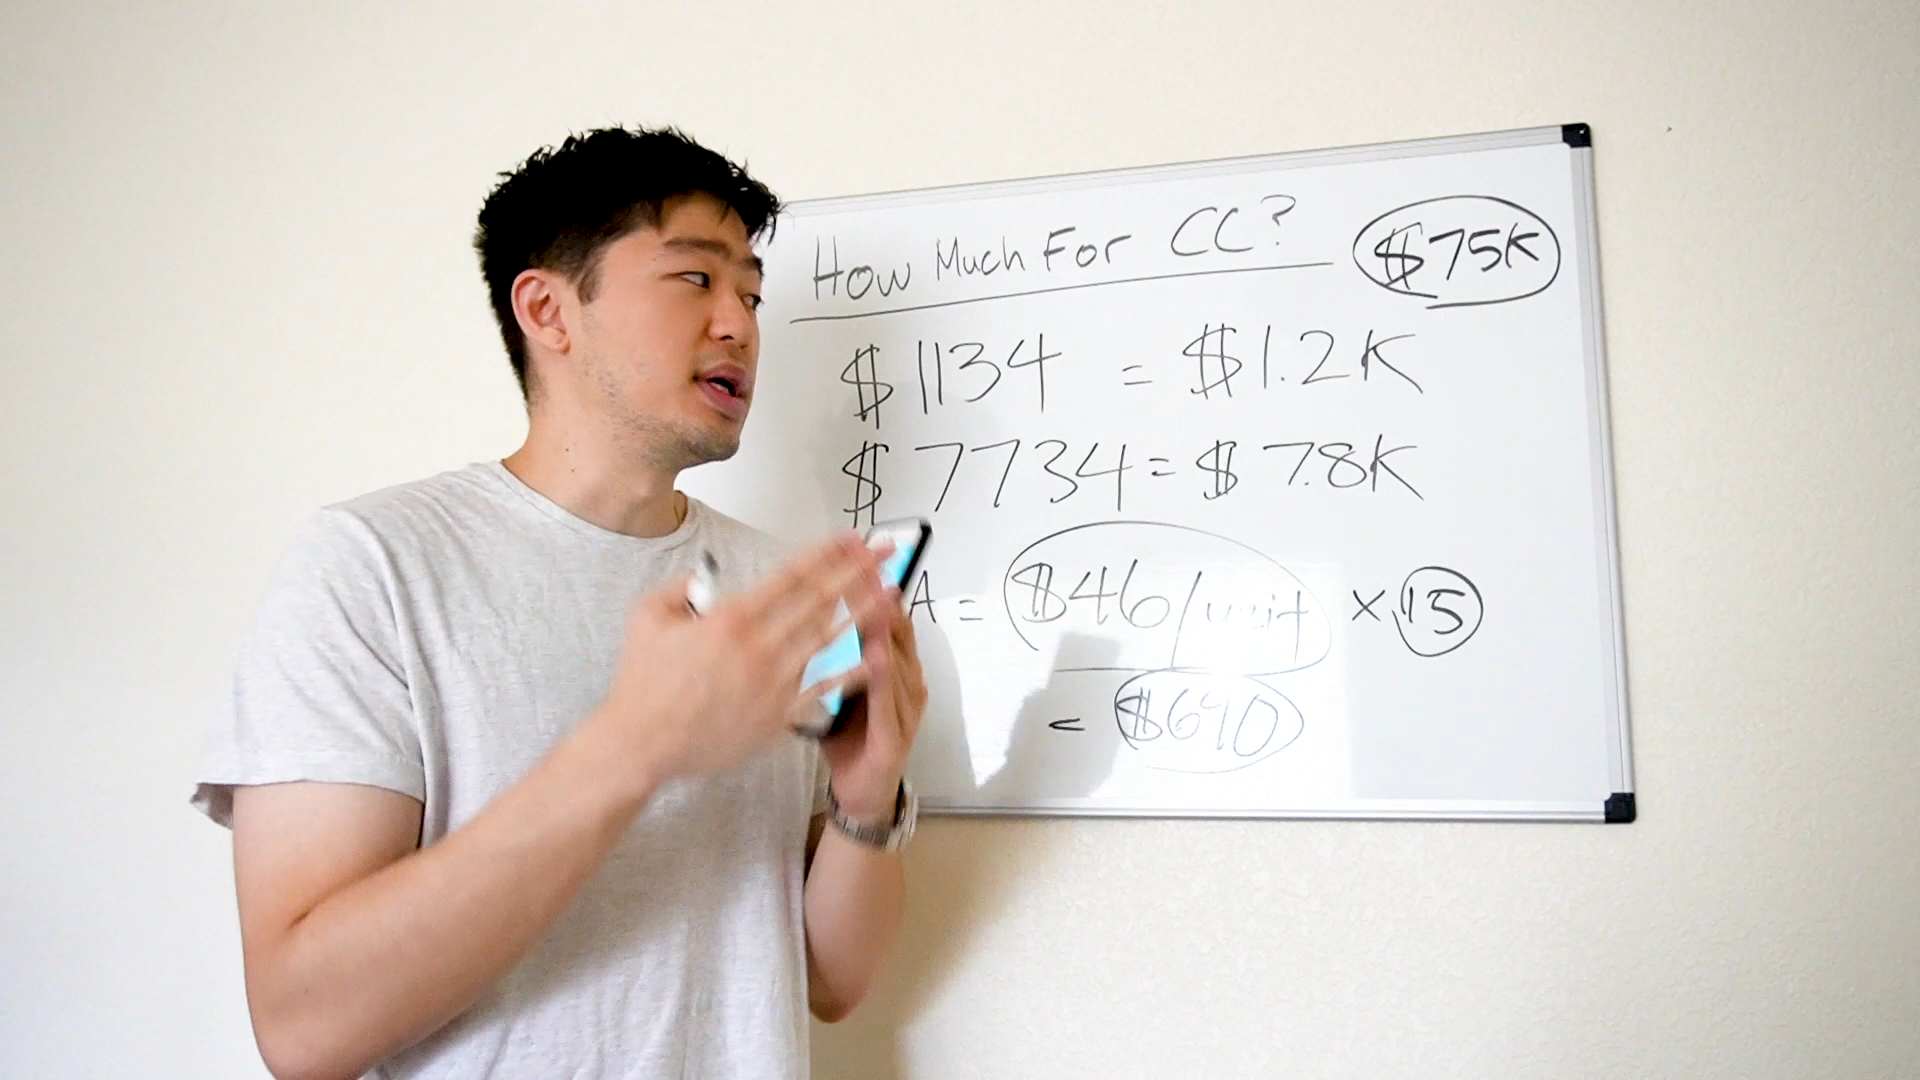 How Much For CC? $75K
$1134 = $1.2K
$7734 = $7.8K
A = $46/unit × 15
= $690